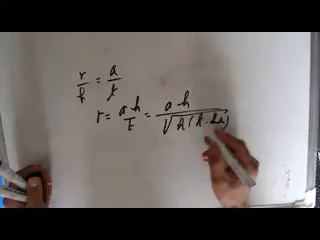 r/h = a/t
r = a h/t = a h/√h(h-2a)